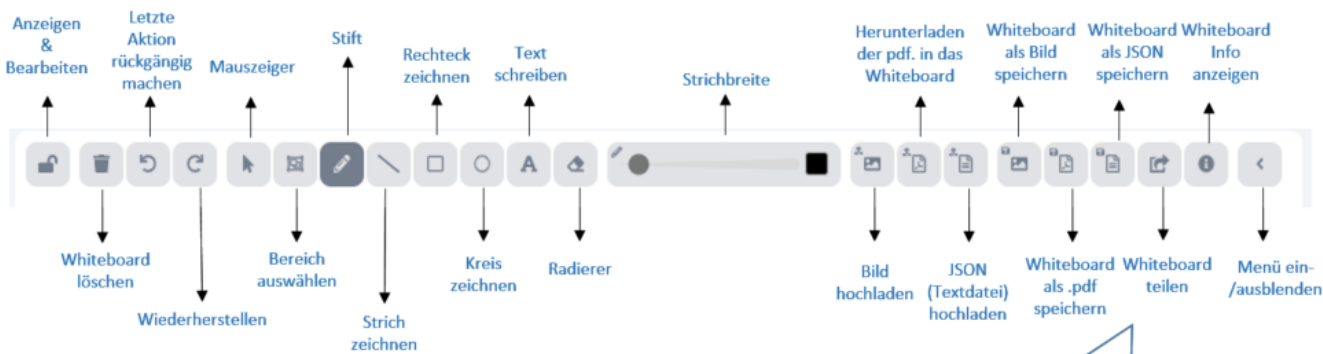 Anzeigen
&
Bearbeiten
Letzte
Aktion
rückgängig
machen
Mauszeiger
Stift
Rechteck
zeichnen
Text
schreiben
Strichbreite
Herunterladen
der pdf. in das
Whiteboard
Whiteboard
als Bild
speichern
Whiteboard
als JSON
speichern
Whiteboard
Info
anzeigen
A
Whiteboard
löschen
Wiederherstellen
Bereich
auswählen
Strich
zeichnen
Kreis
zeichnen
Radierer
Bild
hochladen
JSON
(Textdatei)
hochladen
Whiteboard
als .pdf
speichern
Whiteboard
teilen
Menü ein-
/ausblenden